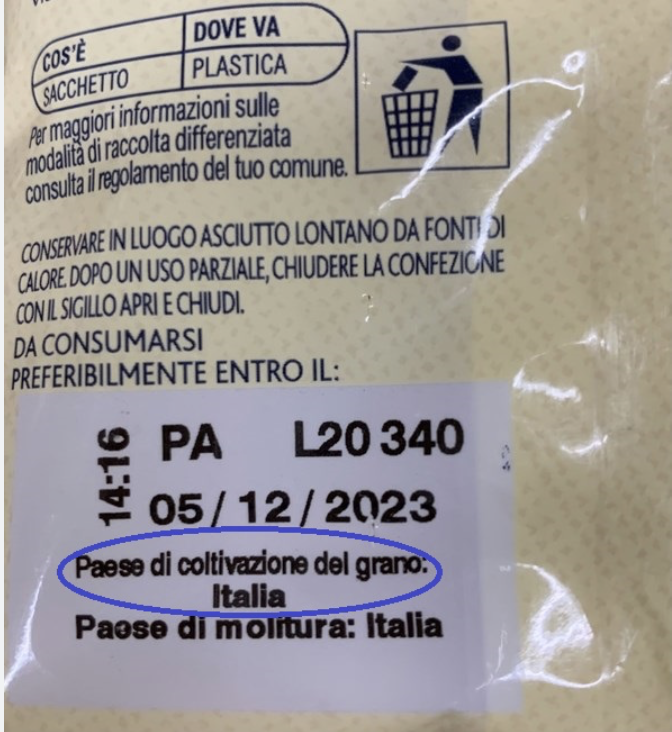 COS'È
DOVE VA
SACCHETTO
PLASTICA
Per maggiori informazioni sulle
modalità di raccolta differenziata
consulta il regolamento del tuo comune.
CONSERVARE IN LUOGO ASCIUTTO LONTANO DA FONTI DI
CALORE. DOPO UN USO PARZIALE, CHIUDERE LA CONFEZIONE
CON IL SIGILLO APRI E CHIUDI.
DA CONSUMARSI
PREFERIBILMENTE ENTRO IL:
14:16
PA L20 340
05/12/2023
Paese di coltivazione del grano:
Italia
Paese di molitura: Italia